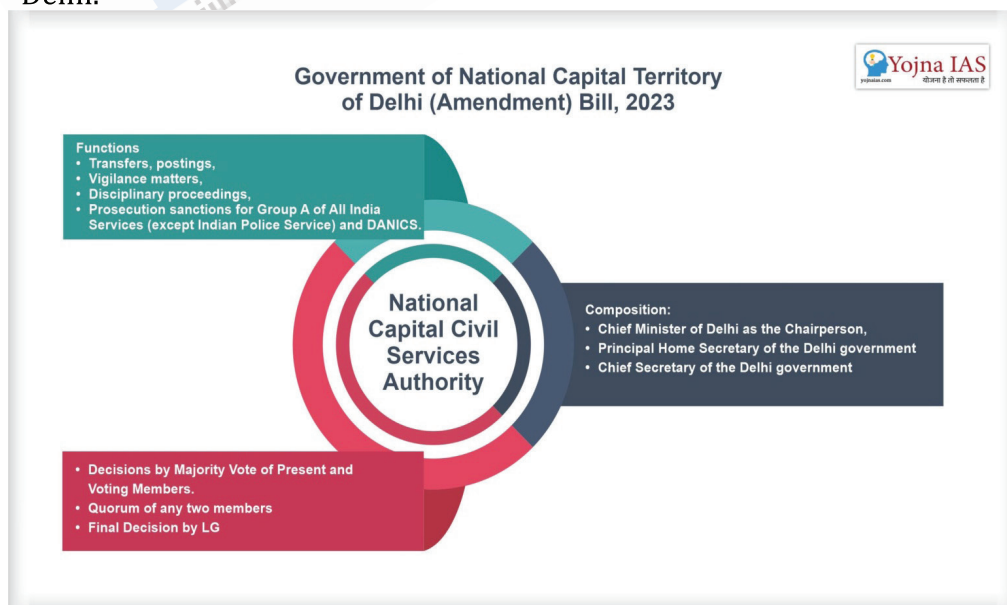 Delhi.
Government of National Capital Territory
of Delhi (Amendment) Bill, 2023
Yojna IAS
yojnaias.com योजना है तो सफलता है
Functions
• Transfers, postings,
• Vigilance matters,
• Disciplinary proceedings,
• Prosecution sanctions for Group A of All India
Services (except Indian Police Service) and DANICS.
National
Capital Civil
Services
Authority
Composition:
• Chief Minister of Delhi as the Chairperson,
• Principal Home Secretary of the Delhi government
• Chief Secretary of the Delhi government
• Decisions by Majority Vote of Present and
Voting Members.
• Quorum of any two members
• Final Decision by LG